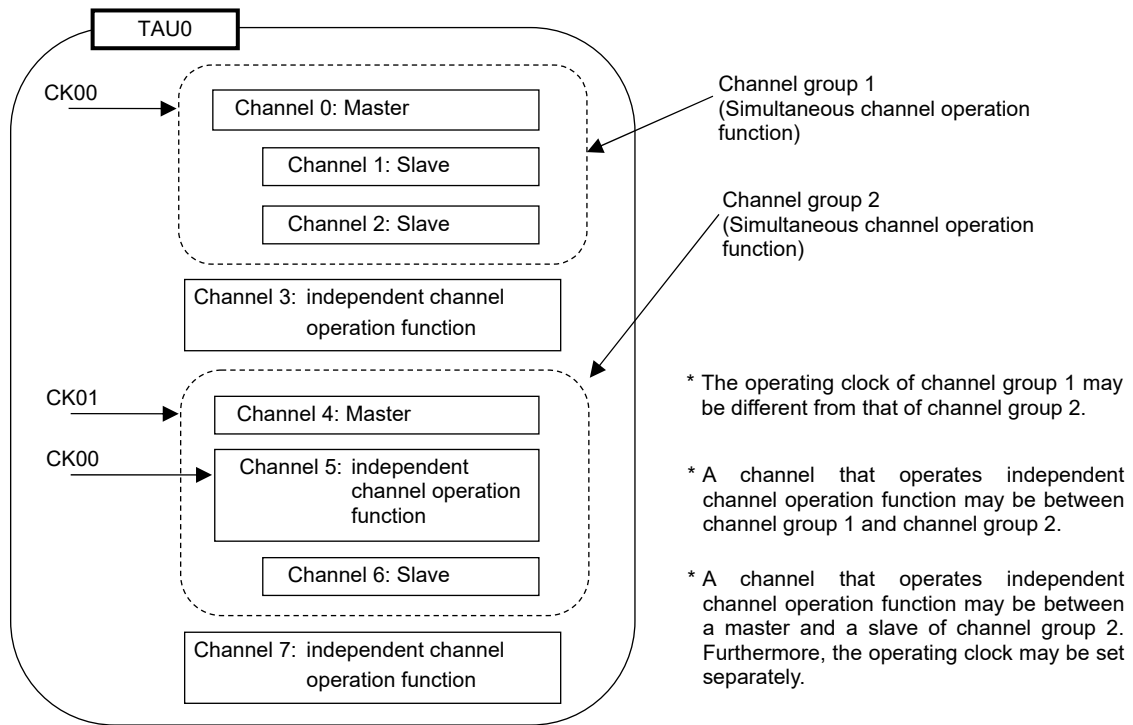 TAU0
CK00
Channel 0: Master
Channel 1: Slave
Channel 2: Slave
Channel group 1
(Simultaneous channel operation
function)
Channel group 2
(Simultaneous channel operation
function)
Channel 3: independent channel
operation function
CK01
Channel 4: Master
CK00
Channel 5: independent
channel operation
function
Channel 6: Slave
Channel 7: independent channel
operation function
* The operating clock of channel group 1 may
be different from that of channel group 2.
* A channel that operates independent
channel operation function may be between
channel group 1 and channel group 2.
* A channel that operates independent
channel operation function may be between
a master and a slave of channel group 2.
Furthermore, the operating clock may be set
separately.